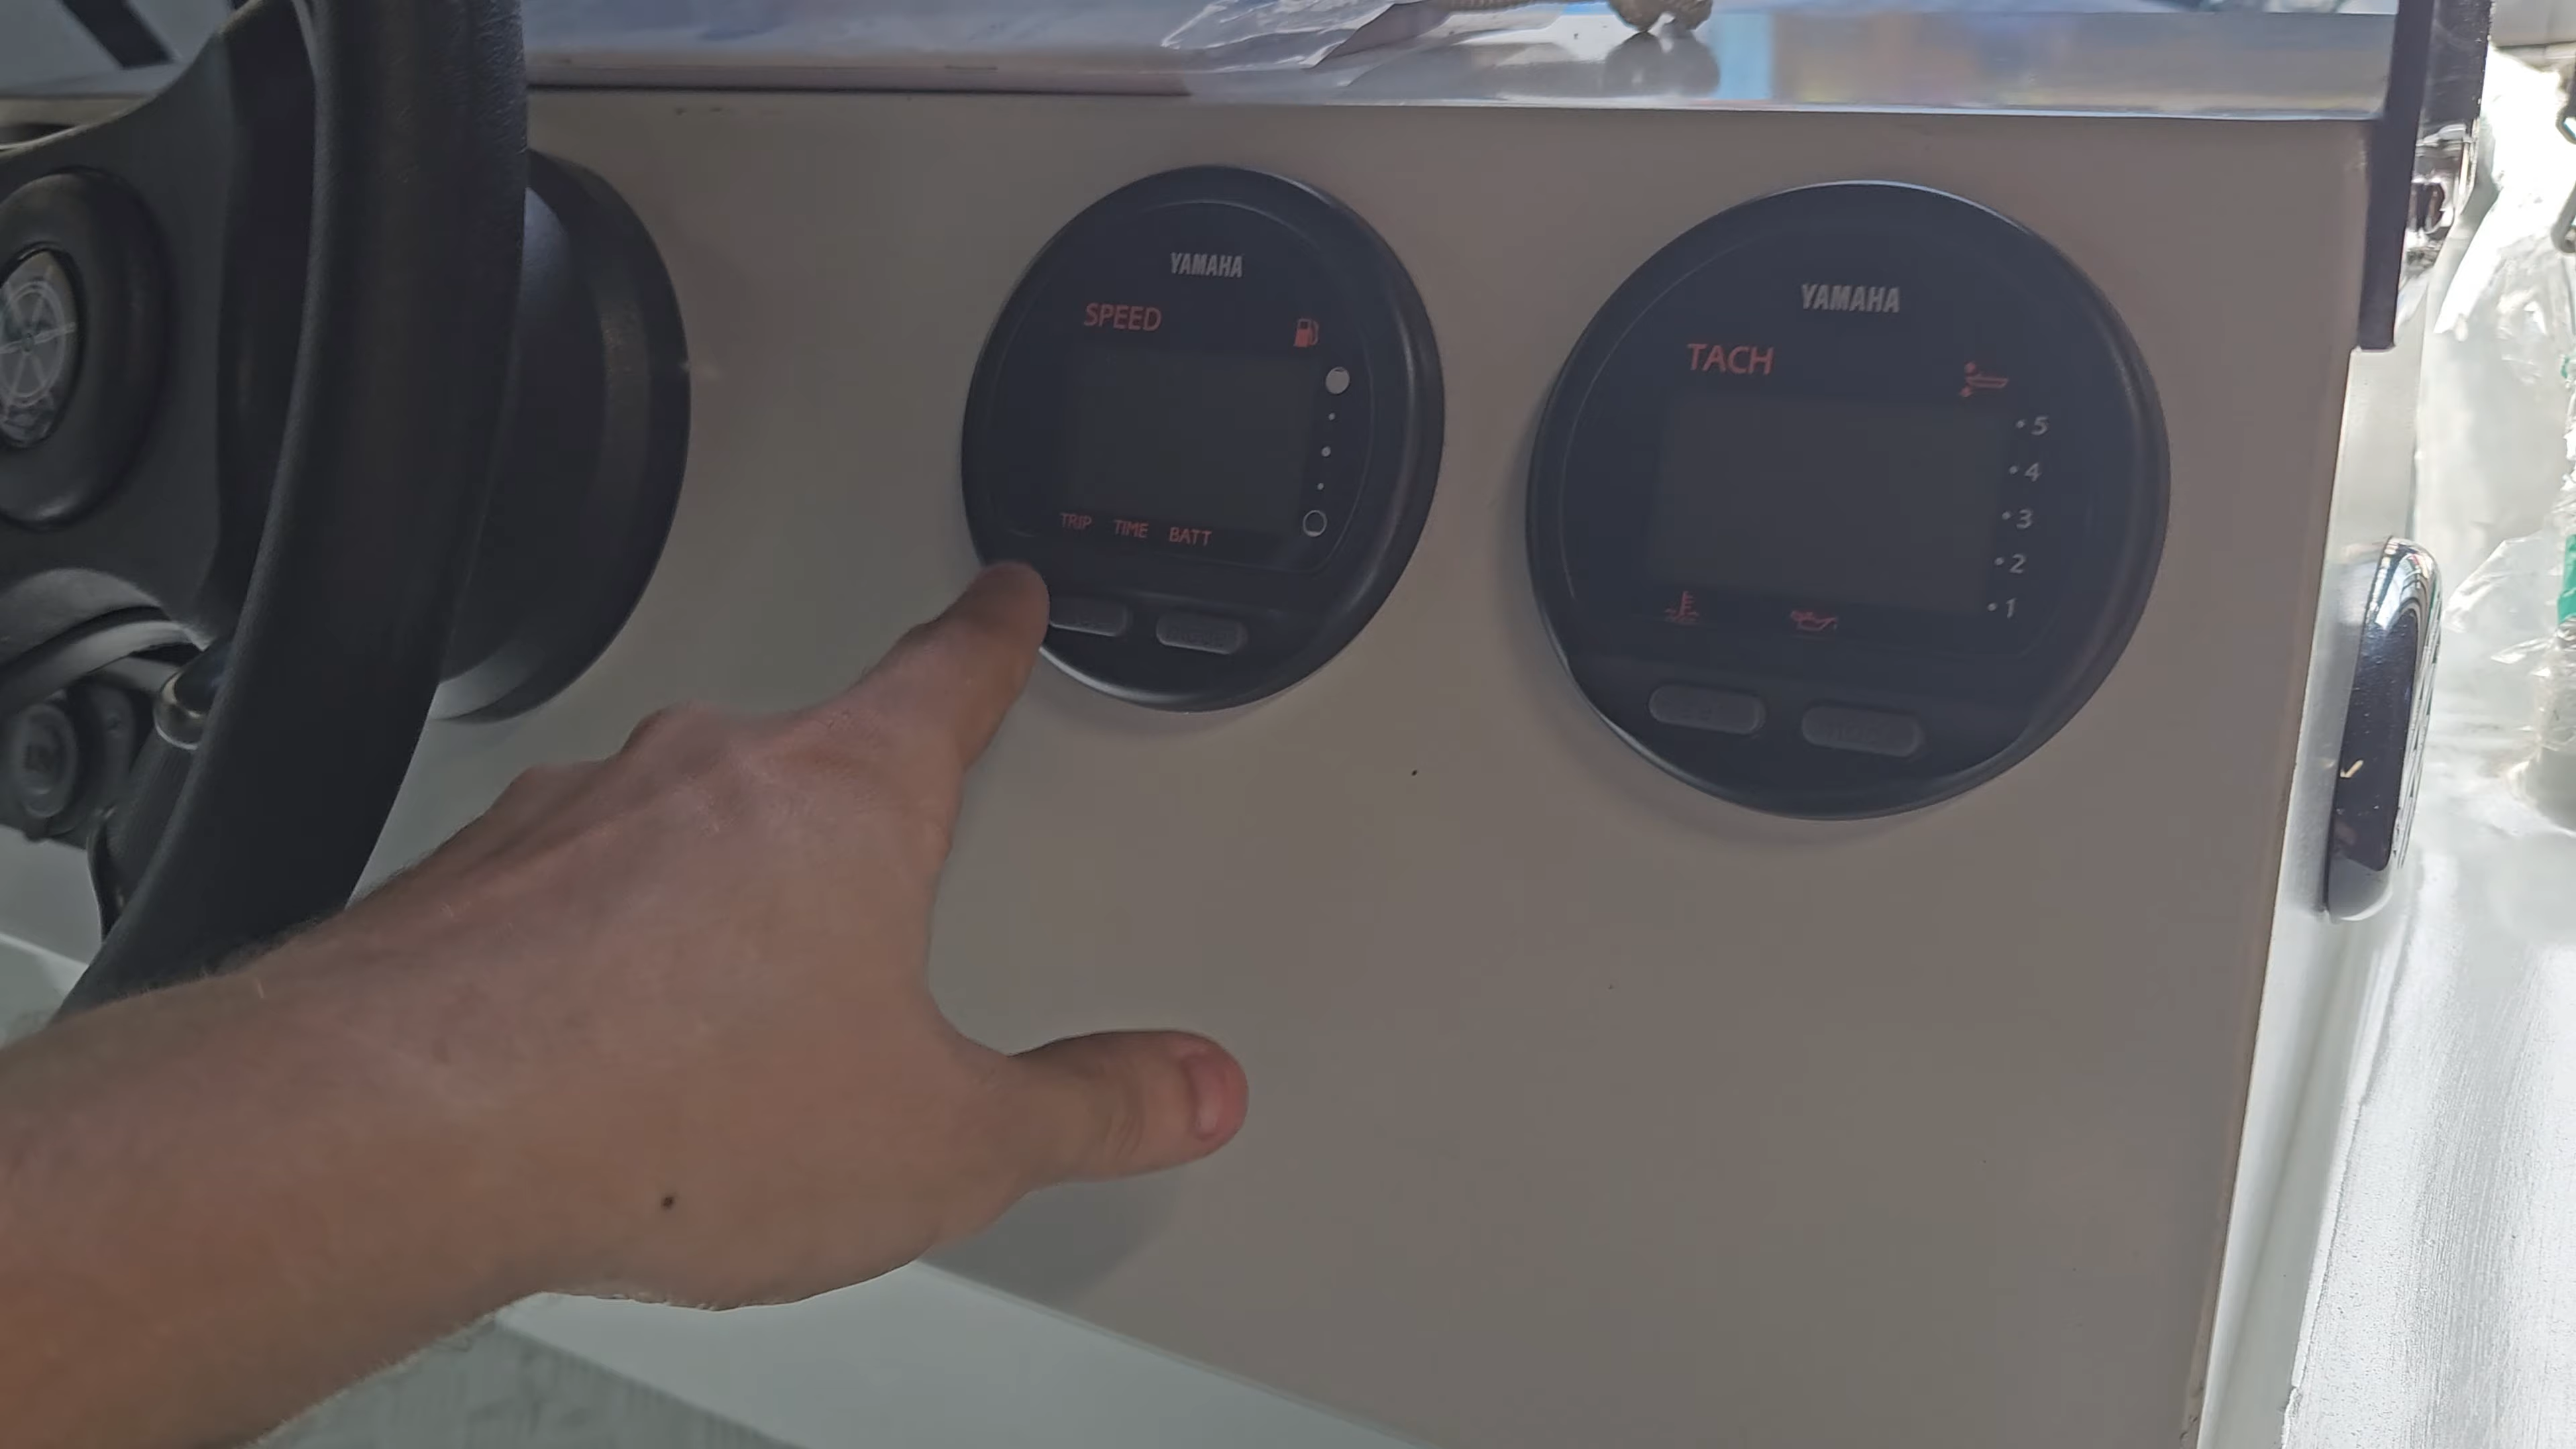 YAMAHA
SPEED
TRIP TIME BATT
YAMAHA
TACH
5
4
3
2
1